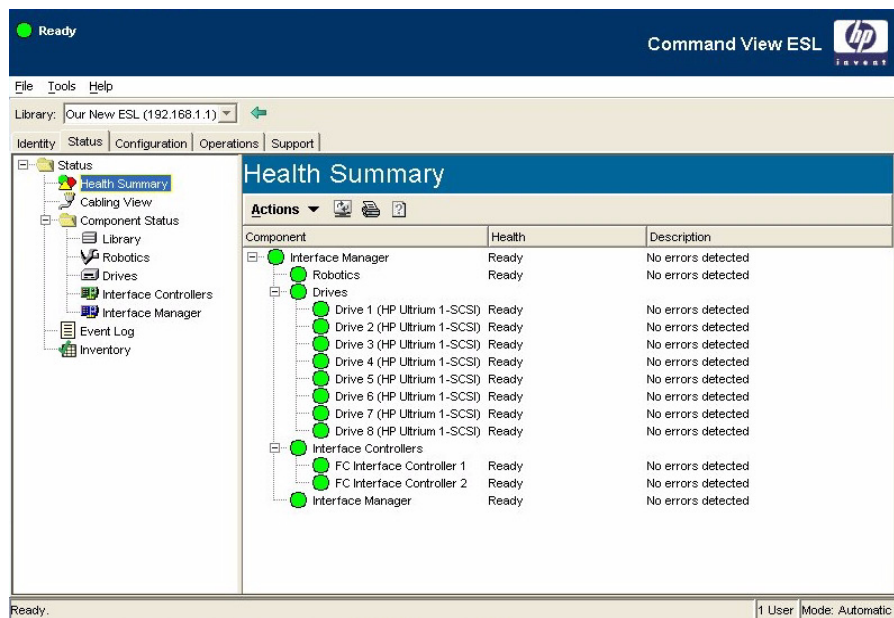 Ready
Command View ESL
hp
invent
File Tools Help
Library: Our New ESL (192.168.1.1)
Identity Status Configuration Operations Support
Status
Health Summary
Cabling View
Component Status
Library
Robotics
Drives
Interface Controllers
Interface Manager
Event Log
Inventory
Health Summary
Actions
Component Health Description
Interface Manager Ready No errors detected
Robotics Ready No errors detected
Drives
Drive 1 (HP Ultrium 1-SCSI) Ready No errors detected
Drive 2 (HP Ultrium 1-SCSI) Ready No errors detected
Drive 3 (HP Ultrium 1-SCSI) Ready No errors detected
Drive 4 (HP Ultrium 1-SCSI) Ready No errors detected
Drive 5 (HP Ultrium 1-SCSI) Ready No errors detected
Drive 6 (HP Ultrium 1-SCSI) Ready No errors detected
Drive 7 (HP Ultrium 1-SCSI) Ready No errors detected
Drive 8 (HP Ultrium 1-SCSI) Ready No errors detected
Interface Controllers
FC Interface Controller 1 Ready No errors detected
FC Interface Controller 2 Ready No errors detected
Interface Manager Ready No errors detected
Ready. 1 User Mode: Automatic